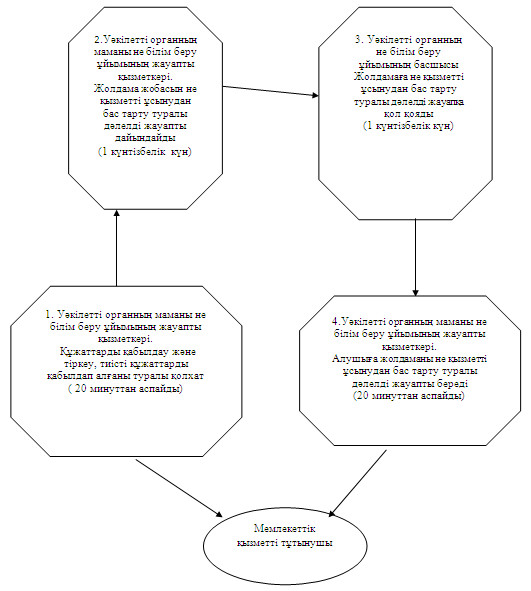 2.Уәкілетті органның
маманы не білім беру
ұйымының жауапты
қызметкері.
Жолдама жобасын не
қызметті ұсынудан
бас тарту туралы
дәлелді жауапты
дайындайды
(1 күнтізбелік күн)
3. Уәкілетті органның
не білім беру
ұйымының басшысы
Жолдамаға не қызметті
ұсынудан бас тарту
туралы дәлелді жауапқа
қол қояды
(1 күнтізбелік күн)
1. Уәкілетті органның маманы не
білім беру ұйымының жауапты
қызметкері.
Құжаттарды қабылдау және
тіркеу, тиісті құжаттарды
қабылдап алғаны туралы қолхат
( 20 минуттан аспайды)
4.Уәкілетті органның маманы не
білім беру ұйымының жауапты
қызметкері.
Алушыға жолдаманы не қызметті
ұсынудан бас тарту туралы
дәлелді жауапты береді
(20 минуттан аспайды)
Мемлекеттік
қызметті тұтынушы